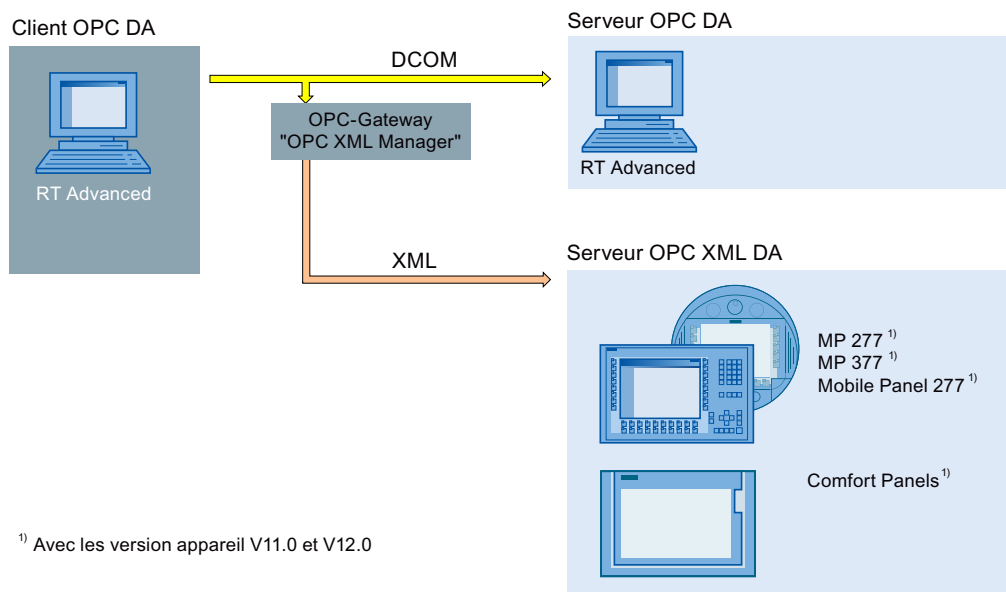 Client OPC DA
RT Advanced
DCOM
OPC-Gateway
"OPC XML Manager"
XML
Serveur OPC DA
RT Advanced
Serveur OPC XML DA
MP 277 1)
MP 377 1)
Mobile Panel 277 1)
Comfort Panels 1)
1) Avec les version appareil V11.0 et V12.0